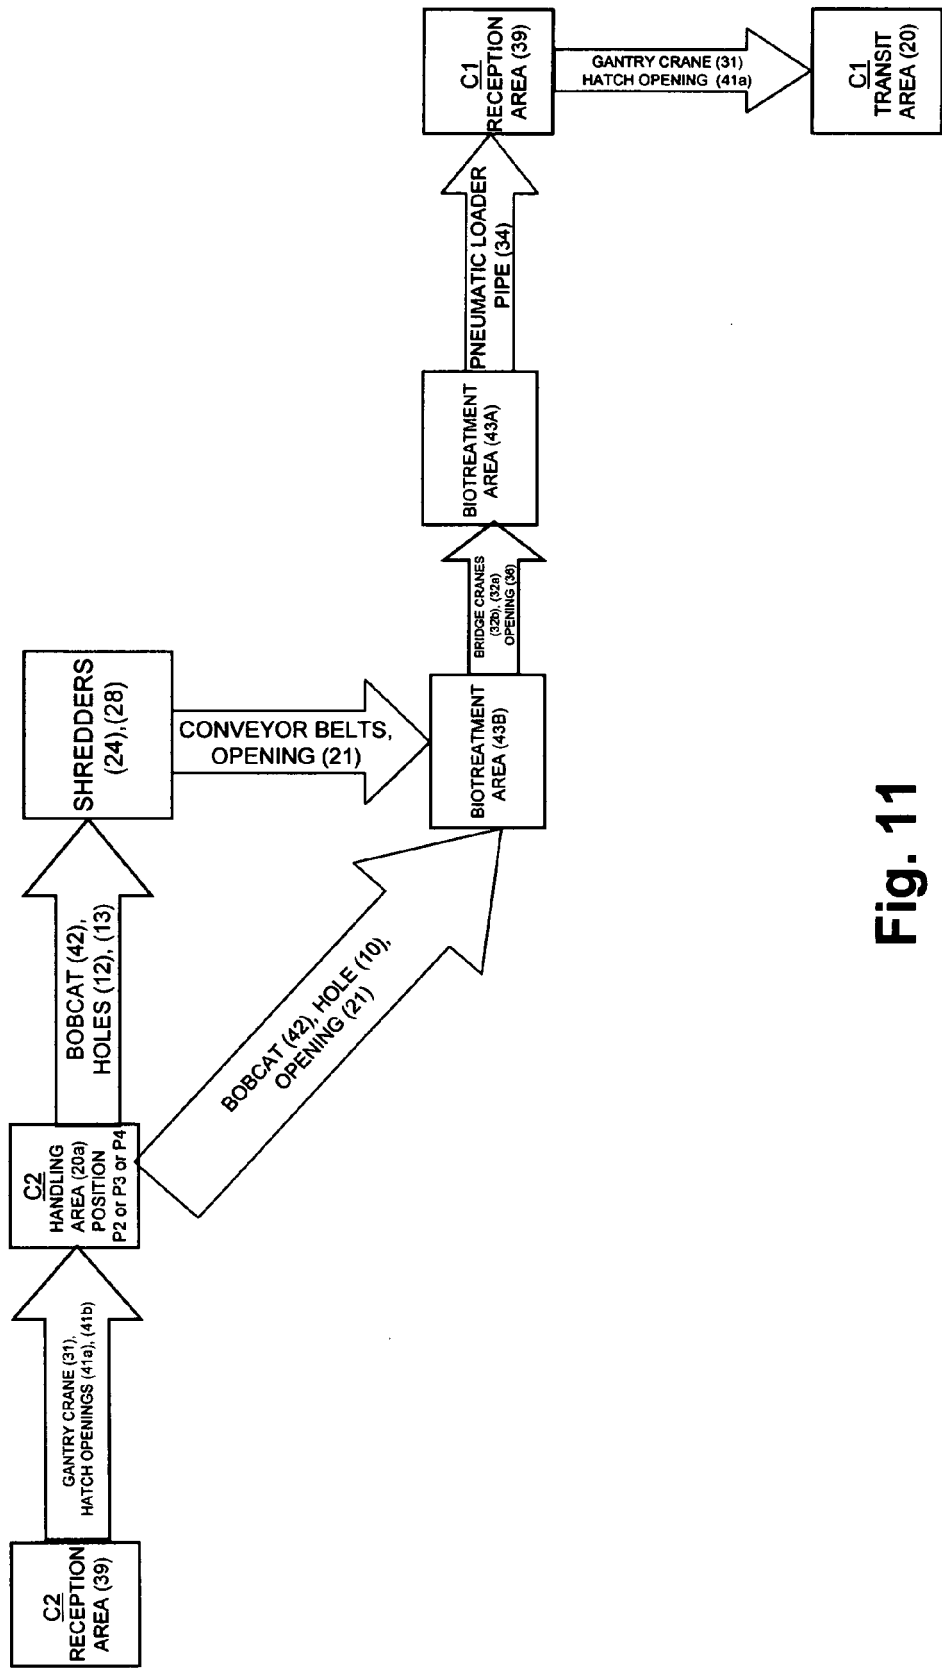 C2
RECEPTION
AREA (39)
GANTRY CRANE (31),
HATCH OPENINGS (41a), (41b)
C2
HANDLING
AREA (20a)
POSITION
P2 or P3 or P4
BOBCAT (42),
HOLES (12), (13)
SHREDDERS
(24),(28)
BOBCAT (42), HOLE (10),
OPENING (21)
CONVEYOR BELTS,
OPENING (21)
BIOTREATMENT
AREA (43B)
BRIDGE CRANES
(32b), (32a)
OPENING (36)
BIOTREATMENT
AREA (43A)
PNEUMATIC LOADER
PIPE (34)
C1
RECEPTION
AREA (39)
GANTRY CRANE (31)
HATCH OPENING (41a)
C1
TRANSIT
AREA (20)
Fig. 11